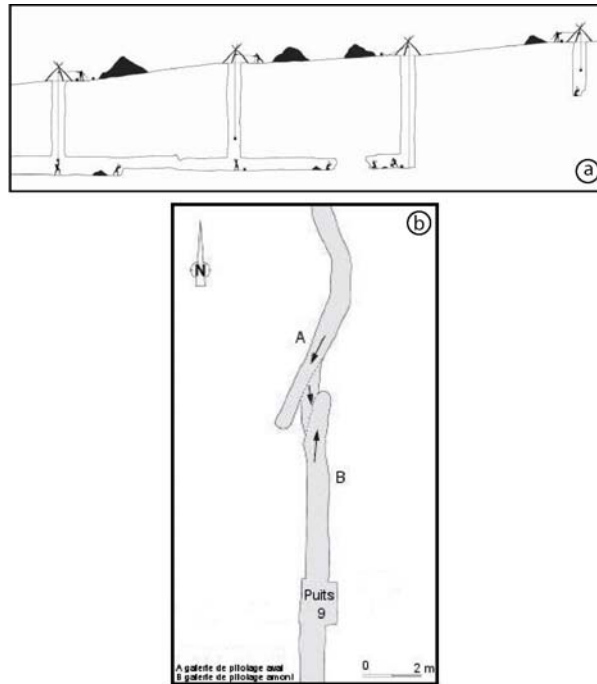 a
b
N
A
B
Puits
9
A galerie de pilotage aval
B galerie de pilotage amont
0 2 m